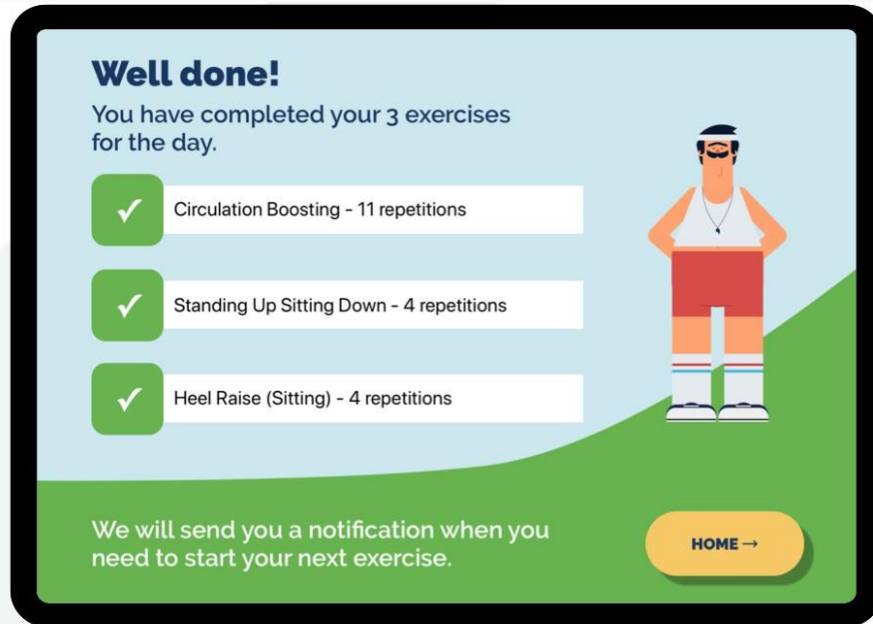 Well done!
You have completed your 3 exercises
for the day.
Circulation Boosting - 11 repetitions
Standing Up Sitting Down - 4 repetitions
Heel Raise (Sitting) - 4 repetitions
We will send you a notification when you
need to start your next exercise.
HOME →